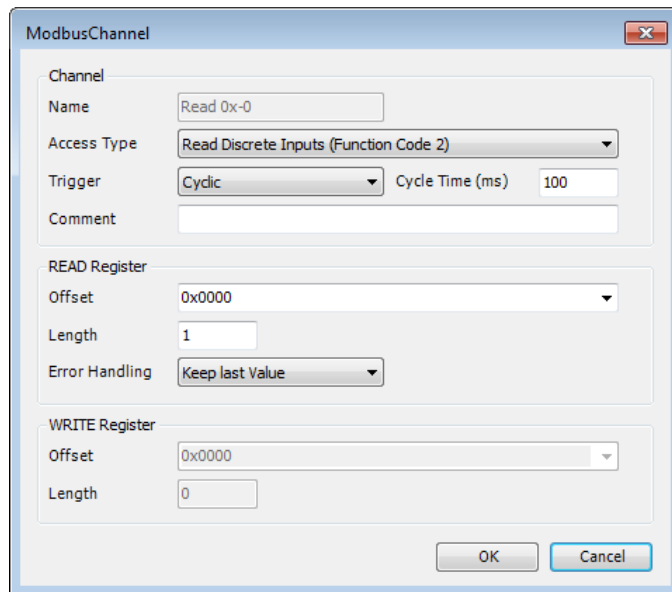 ModbusChannel
Channel
Name Read 0x-0
Access Type Read Discrete Inputs (Function Code 2)
Trigger Cyclic Cycle Time (ms) 100
Comment
READ Register
Offset 0x0000
Length 1
Error Handling Keep last Value
WRITE Register
Offset 0x0000
Length 0
OK Cancel